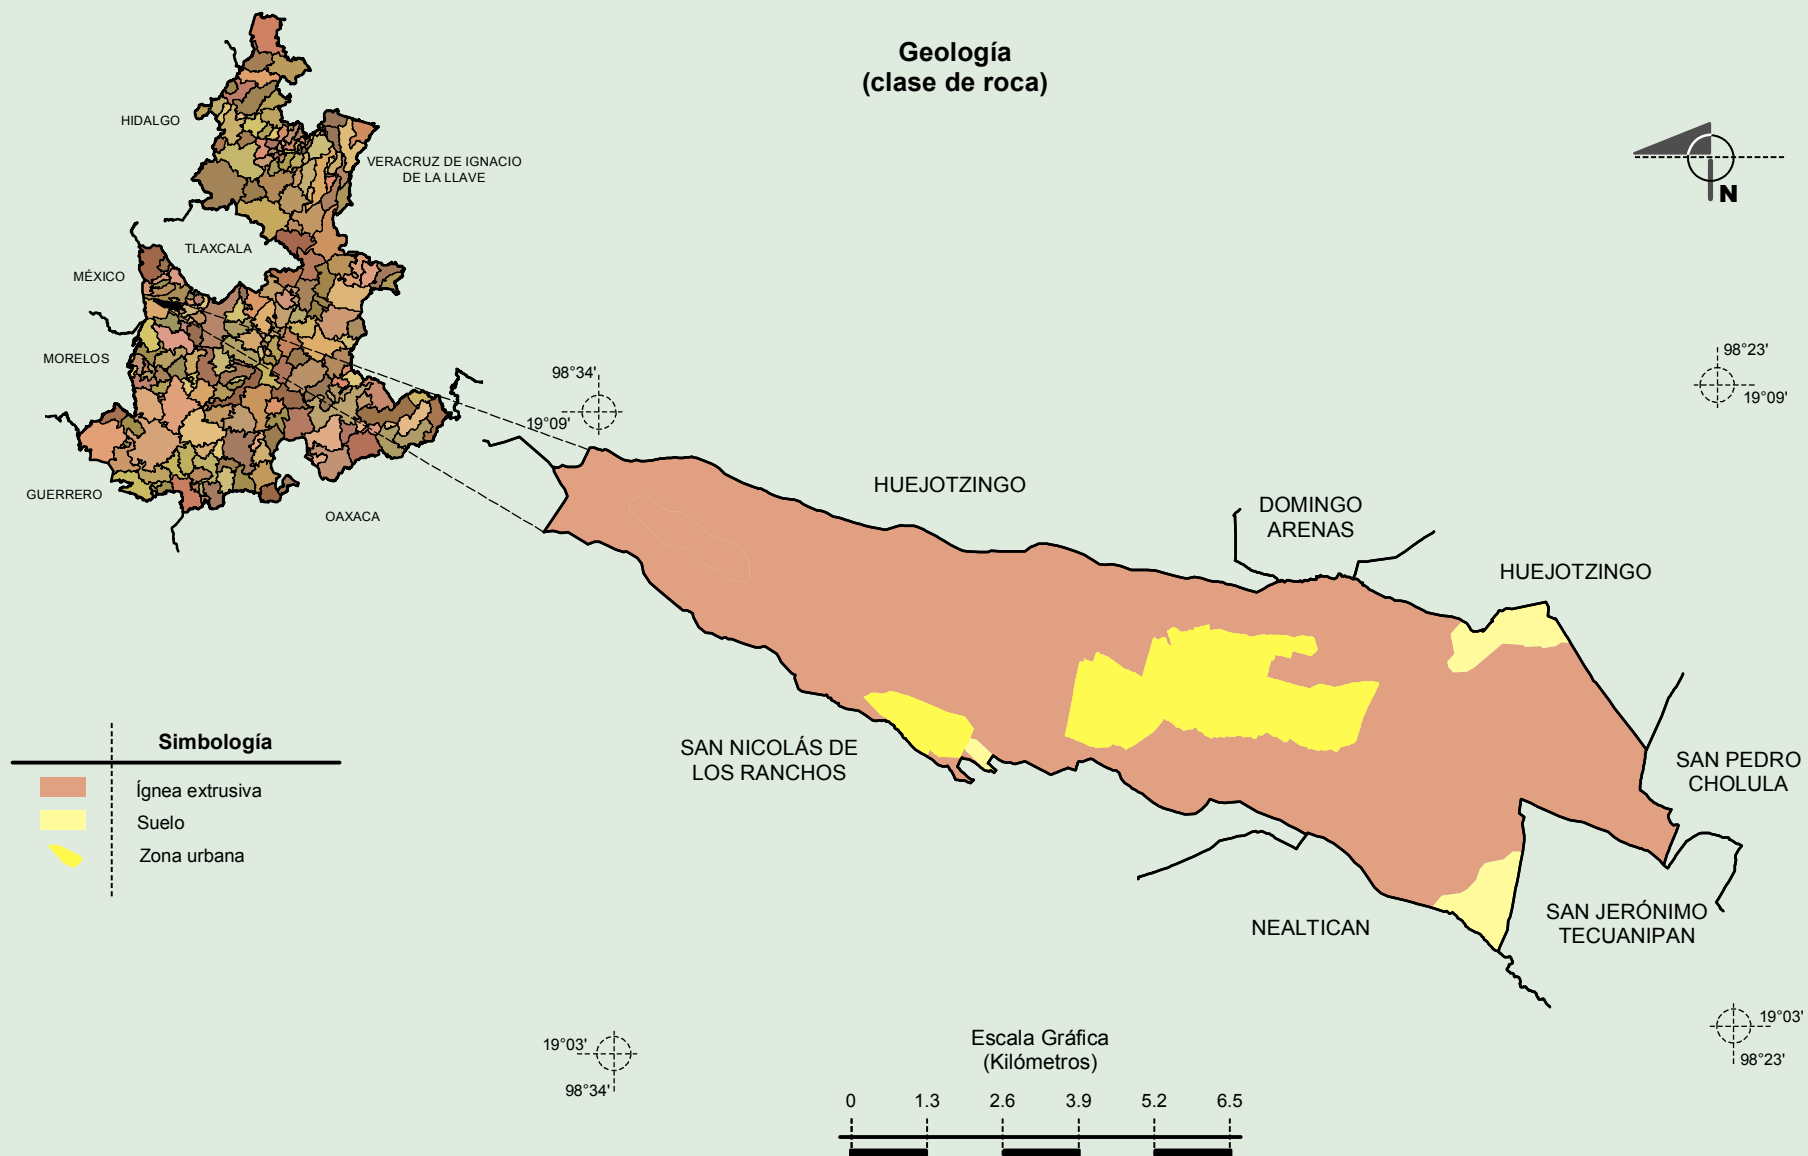 Geología
(clase de roca)
HIDALGO
VERACRUZ DE IGNACIO
DE LA LLAVE
TLAXCALA
MÉXICO
MORELOS
GUERRERO
OAXACA
N
98°34'
19°09'
98°23'
19°09'
HUEJOTZINGO
DOMINGO
ARENAS
HUEJOTZINGO
SAN NICOLÁS DE
LOS RANCHOS
SAN PEDRO
CHOLULA
NEALTICAN
SAN JERÓNIMO
TECUANIPAN
Simbología
Ígnea extrusiva
Suelo
Zona urbana
19°03'
98°34'
19°03'
98°23'
Escala Gráfica
(Kilómetros)
0 1.3 2.6 3.9 5.2 6.5